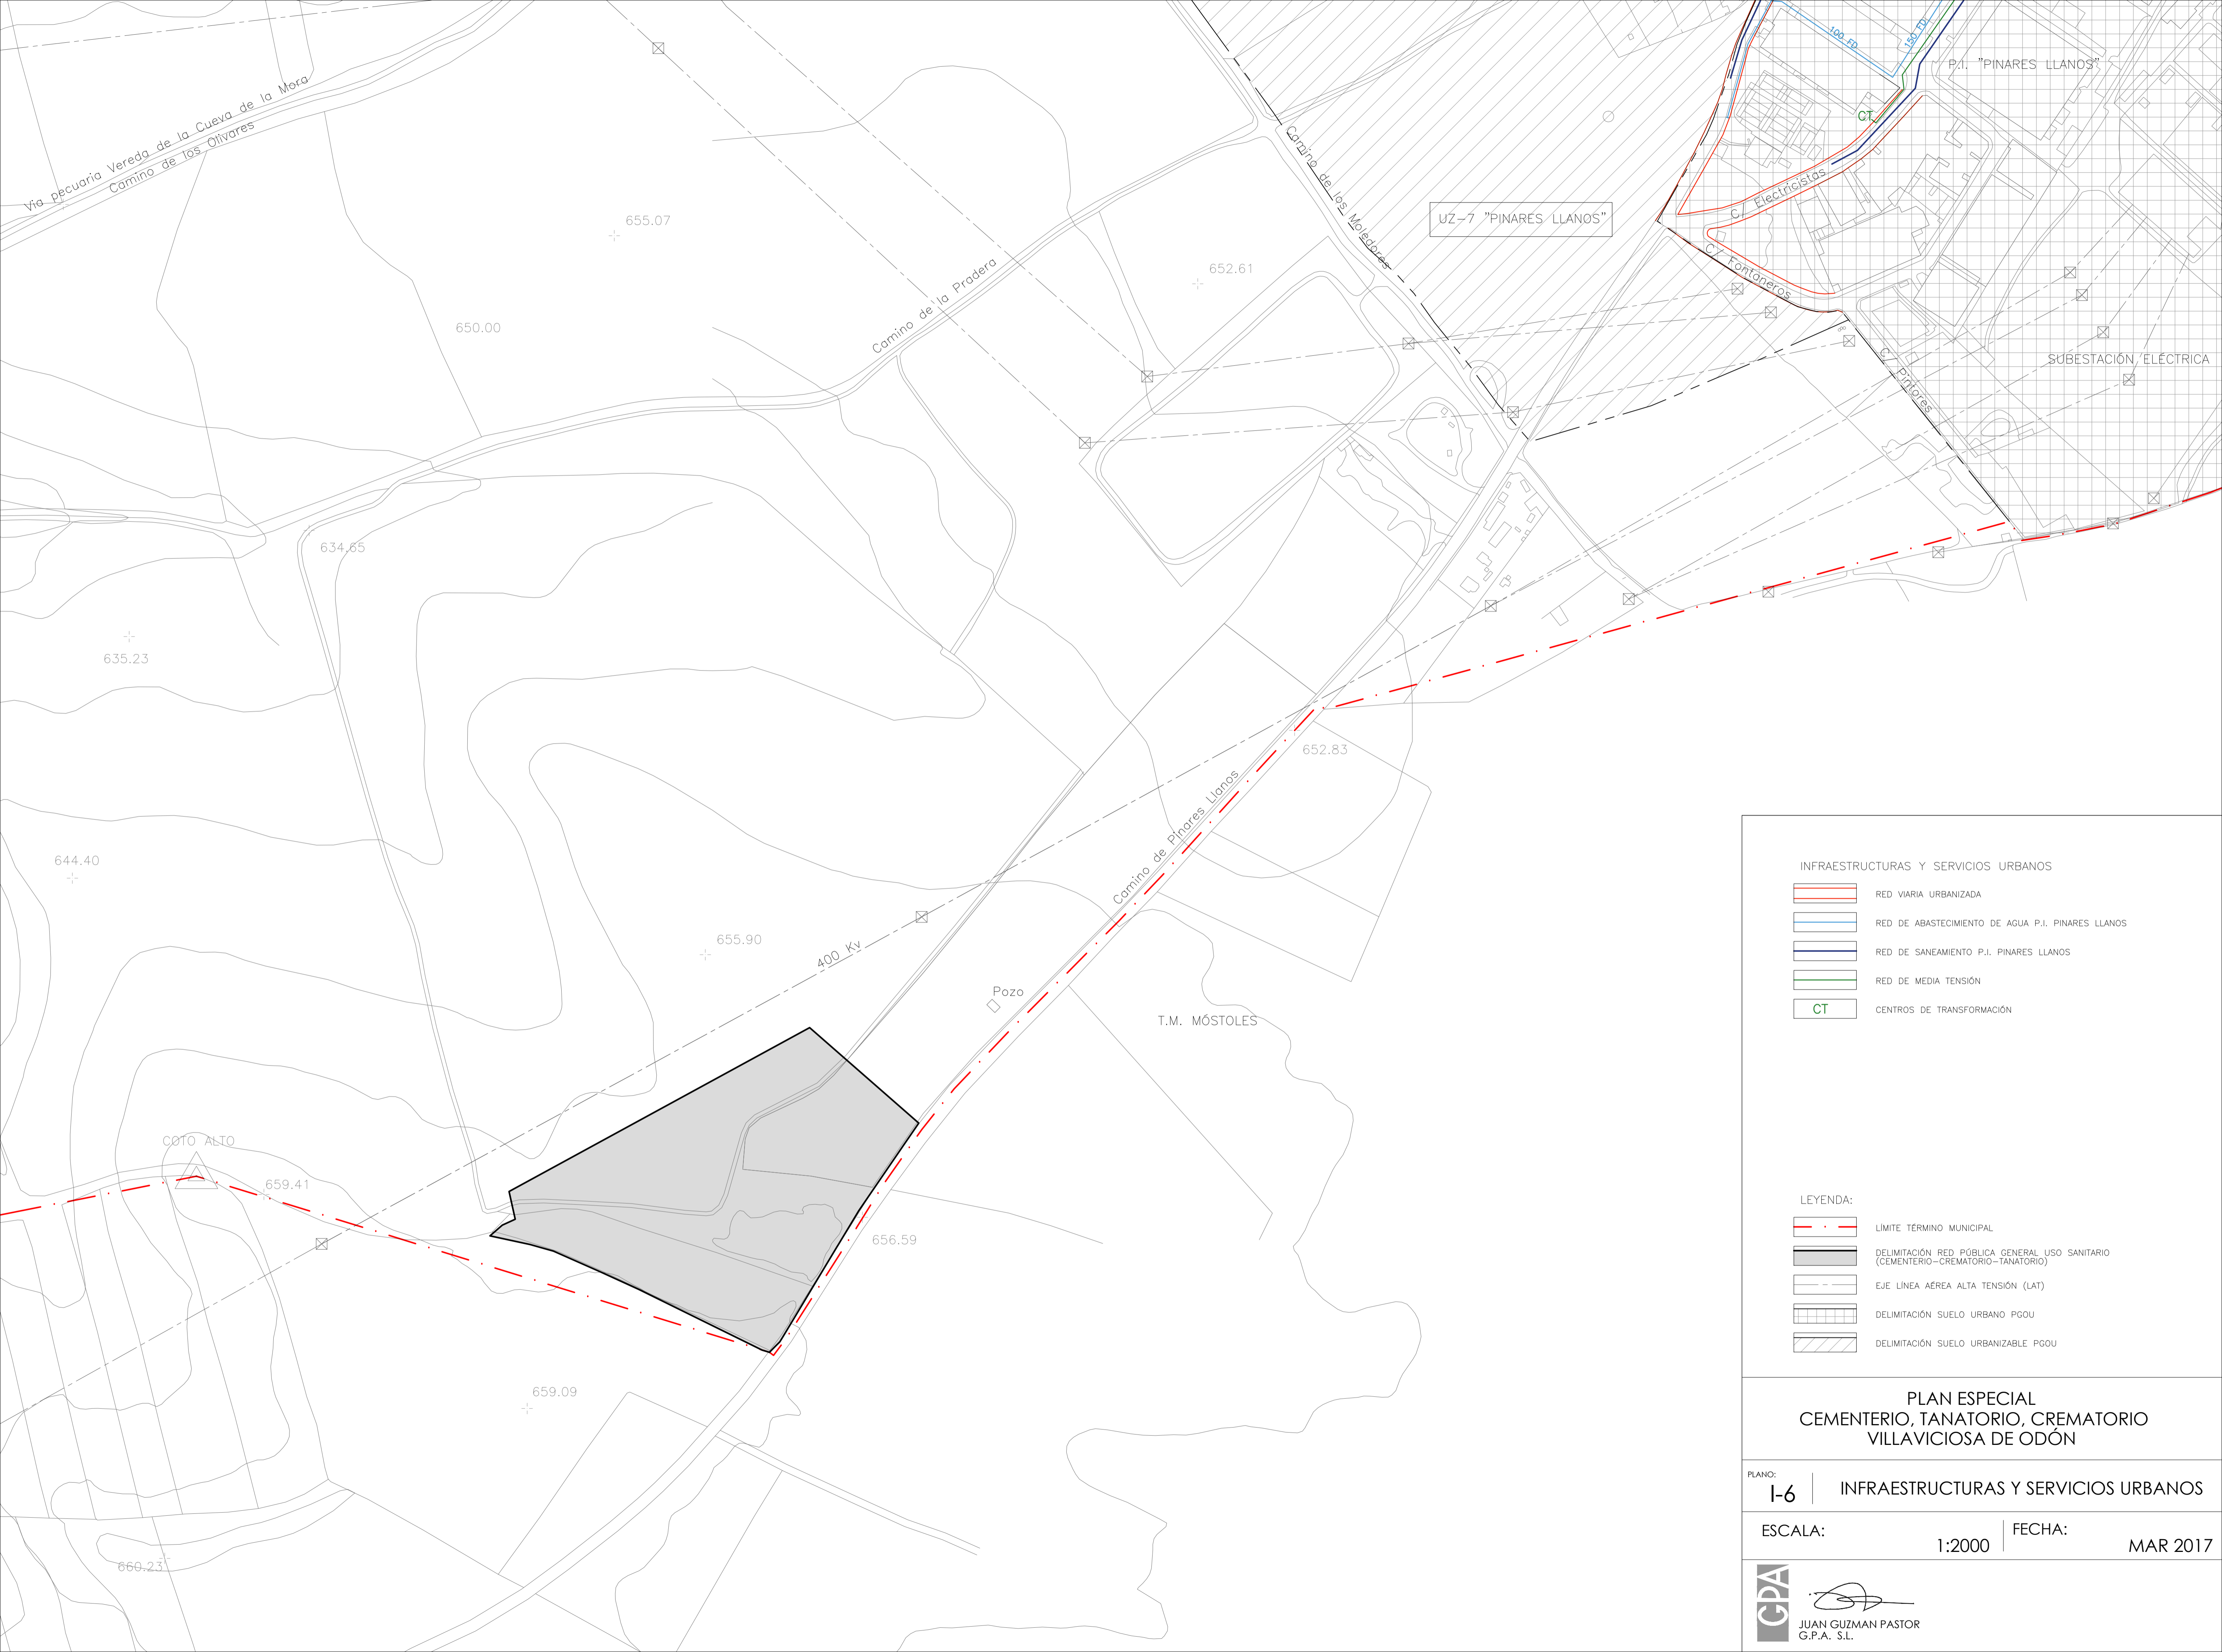 Via pecuaria Vereda de la Cueva de la Mora
Camino de los Olivares
655.07
650.00
Camino de la Pradera
652.61
Camino de los Moledores
UZ-7 "PINARES LLANOS"
100 FD
150 FD
P.I. "PINARES LLANOS"
CT
C/ Electricistas
C/ Fontaneros
C/ Pintores
SUBESTACIÓN ELÉCTRICA
634.65
635.23
652.83
Camino de Pinares Llanos
644.40
655.90
400 Kv
Pozo
T.M. MÓSTOLES
COTO ALTO
659.41
656.59
659.09
660.23
INFRAESTRUCTURAS Y SERVICIOS URBANOS
RED VIARIA URBANIZADA
RED DE ABASTECIMIENTO DE AGUA P.I. PINARES LLANOS
RED DE SANEAMIENTO P.I. PINARES LLANOS
RED DE MEDIA TENSIÓN
CT CENTROS DE TRANSFORMACIÓN
LEYENDA:
LÍMITE TÉRMINO MUNICIPAL
DELIMITACIÓN RED PÚBLICA GENERAL USO SANITARIO
(CEMENTERIO-CREMATORIO-TANATORIO)
EJE LÍNEA AÉREA ALTA TENSIÓN (LAT)
DELIMITACIÓN SUELO URBANO PGOU
DELIMITACIÓN SUELO URBANIZABLE PGOU
PLAN ESPECIAL
CEMENTERIO, TANATORIO, CREMATORIO
VILLAVICIOSA DE ODÓN
PLANO:
I-6 INFRAESTRUCTURAS Y SERVICIOS URBANOS
ESCALA: 1:2000
FECHA: MAR 2017
GPA
JUAN GUZMAN PASTOR
G.P.A. S.L.